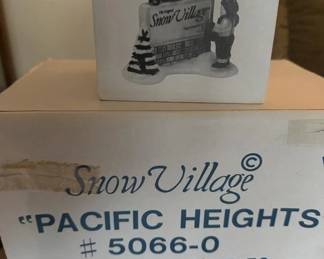 Snow Village
Snow Village ©
"PACIFIC HEIGHTS
# 5066-0